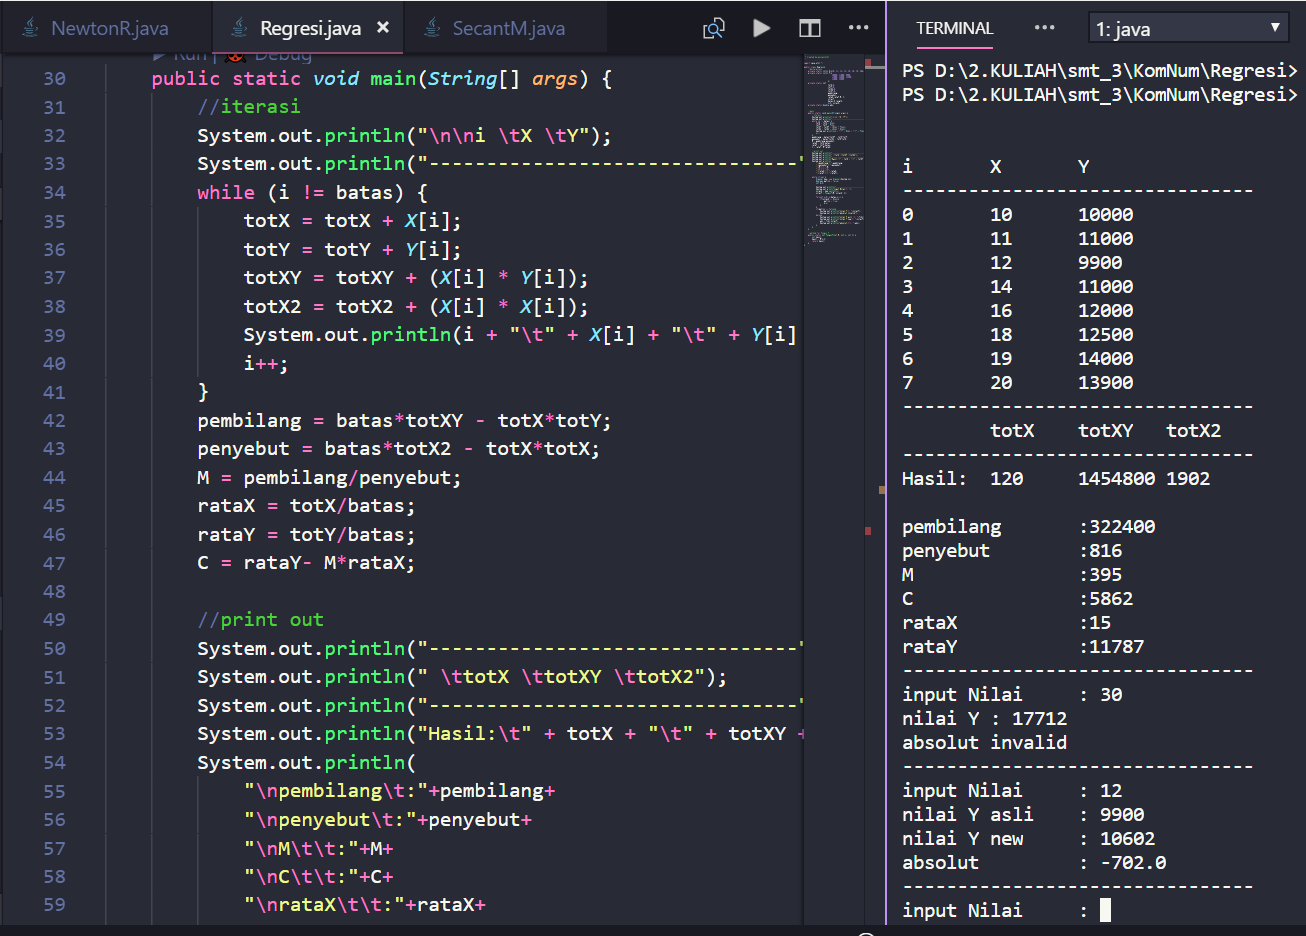 NewtonR.java Regresi.java × SecantM.java
Run | Debug
30 public static void main(String[] args) {
31 //iterasi
32 System.out.println("\n\ni \tX \tY");
33 System.out.println("--------------------------------"
34 while (i != batas) {
35 totX = totX + X[i];
36 totY = totY + Y[i];
37 totXY = totXY + (X[i] * Y[i]);
38 totX2 = totX2 + (X[i] * X[i]);
39 System.out.println(i + "\t" + X[i] + "\t" + Y[i]
40 i++;
41 }
42 pembilang = batas*totXY - totX*totY;
43 penyebut = batas*totX2 - totX*totX;
44 M = pembilang/penyebut;
45 rataX = totX/batas;
46 rataY = totY/batas;
47 C = rataY- M*rataX;
48
49 //print out
50 System.out.println("--------------------------------"
51 System.out.println(" \ttotX \ttotXY \ttotX2");
52 System.out.println("--------------------------------"
53 System.out.println("Hasil:\t" + totX + "\t" + totXY +
54 System.out.println(
55 "\npembilang\t:"+pembilang+
56 "\npenyebut\t:"+penyebut+
57 "\nM\t\t:"+M+
58 "\nC\t\t:"+C+
59 "\nrataX\t\t:"+rataX+
TERMINAL ••• 1: java
PS D:\2.KULIAH\smt_3\KomNum\Regresi>
PS D:\2.KULIAH\smt_3\KomNum\Regresi>
i X Y
--------------------------------
0 10 10000
1 11 11000
2 12 9900
3 14 11000
4 16 12000
5 18 12500
6 19 14000
7 20 13900
--------------------------------
totX totXY totX2
--------------------------------
Hasil: 120 1454800 1902
pembilang :322400
penyebut :816
M :395
C :5862
rataX :15
rataY :11787
--------------------------------
input Nilai : 30
nilai Y : 17712
absolut invalid
--------------------------------
input Nilai : 12
nilai Y asli : 9900
nilai Y new : 10602
absolut : -702.0
--------------------------------
input Nilai :